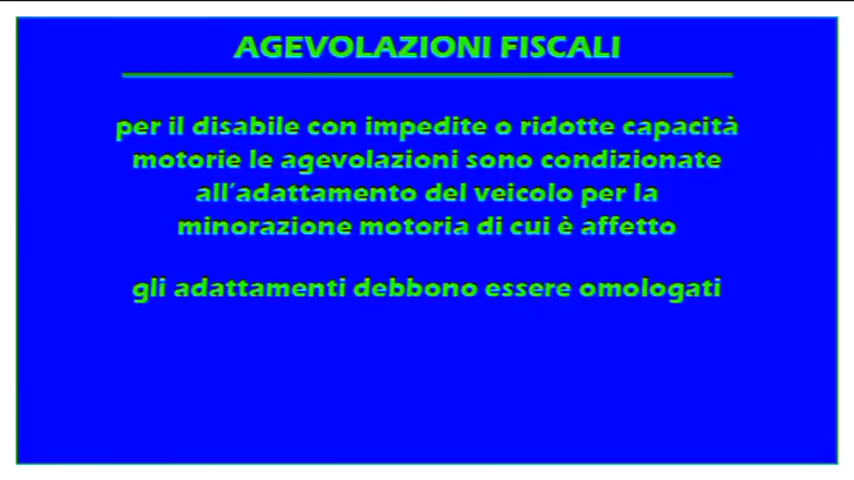 AGEVOLAZIONI FISCALI
per il disabile con impedite o ridotte capacità
motorie le agevolazioni sono condizionate
all'adattamento del veicolo per la
minorazione motoria di cui è affetto
gli adattamenti debbono essere omologati